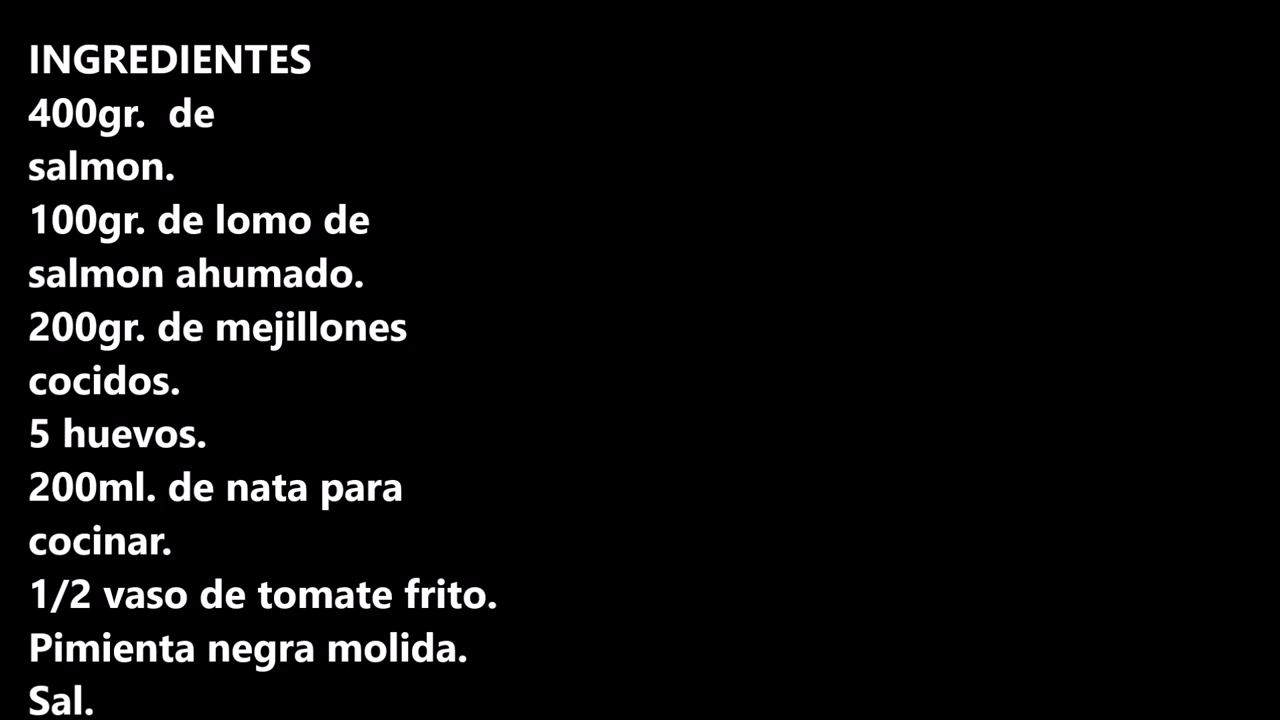 INGREDIENTES
400gr.  de
salmon.
100gr. de lomo de
salmon ahumado.
200gr. de mejillones
cocidos.
5 huevos.
200ml. de nata para
cocinar.
1/2 vaso de tomate frito.
Pimienta negra molida.
Sal.